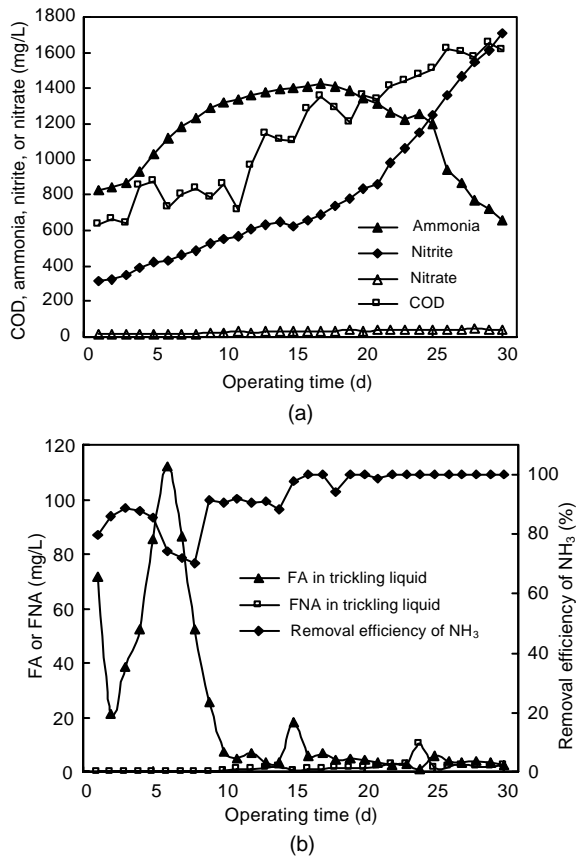 COD, ammonia, nitrite, or nitrate (mg/L)
1800
1600
1400
1200
1000
800
600
400
200
0
Ammonia
Nitrite
Nitrate
COD
0 5 10 15 20 25 30
Operating time (d)
(a)
FA or FNA (mg/L)
120
100
80
60
40
20
0
FA in trickling liquid
FNA in trickling liquid
Removal efficiency of NH₃
100
80
60
40
20
0
Removal efficiency of NH₃ (%)
0 5 10 15 20 25 30
Operating time (d)
(b)